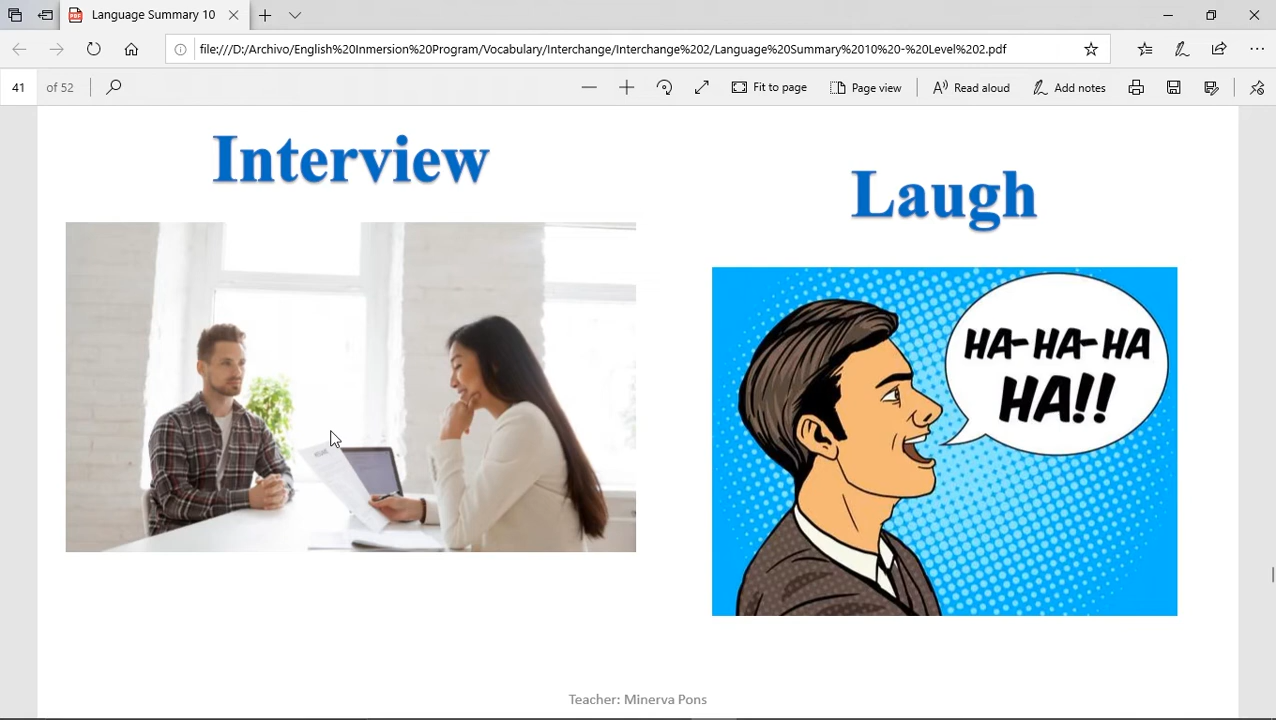 Language Summary 10
file:///D:/Archivo/English%20Inmersion%20Program/Vocabulary/Interchange/Interchange%202/Language%20Summary%2010%20-%20Level%202.pdf
41 of 52
Fit to page
Page view
Read aloud
Add notes
Interview
Laugh
HA-HA-HA
HA!!
Teacher: Minerva Pons